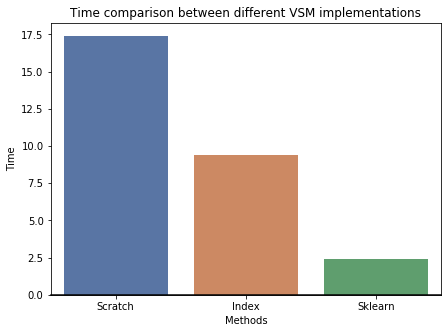 Time comparison between different VSM implementations
17.5
15.0
12.5
10.0
7.5
5.0
2.5
0.0
Time
Scratch
Index
Sklearn
Methods